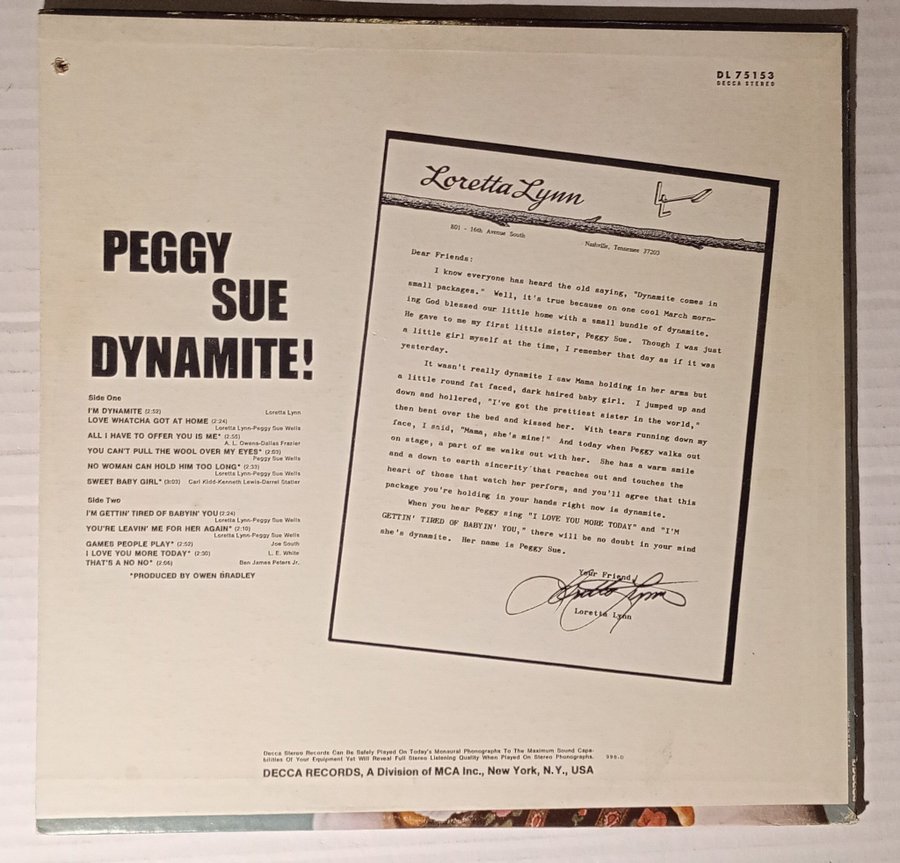 DL 75153
DECCA STEREO
PEGGY
SUE
DYNAMITE!
Side One
I'M DYNAMITE (2:52) Loretta Lynn
LOVE WHATCHA GOT AT HOME (2:24)
Loretta Lynn-Peggy Sue Wells
ALL I HAVE TO OFFER YOU IS ME* (2:55)
A. L. Owens-Dallas Frazier
YOU CAN'T PULL THE WOOL OVER MY EYES* (2:03)
Peggy Sue Wells
NO WOMAN CAN HOLD HIM TOO LONG* (2:33)
Loretta Lynn-Peggy Sue Wells
SWEET BABY GIRL* (3:03) Carl Kidd-Kenneth Lewis-Darrel Statler
Side Two
I'M GETTIN' TIRED OF BABYIN' YOU (2:24)
Loretta Lynn-Peggy Sue Wells
YOU'RE LEAVIN' ME FOR HER AGAIN* (2:10)
Loretta Lynn-Peggy Sue Wells
GAMES PEOPLE PLAY* (2:52) Joe South
I LOVE YOU MORE TODAY* (2:30) L. E. White
THAT'S A NO NO* (2:06) Ben James Peters Jr.
*PRODUCED BY OWEN BRADLEY
Loretta Lynn
LL
801 - 16th Avenue South Nashville, Tennessee 37203
Dear Friends:
I know everyone has heard the old saying, "Dynamite comes in
small packages." Well, it's true because on one cool March morn-
ing God blessed our little home with a small bundle of dynamite.
He gave to me my first little sister, Peggy Sue. Though I was just
a little girl myself at the time, I remember that day as if it was
yesterday.
It wasn't really dynamite I saw Mama holding in her arms but
a little round fat faced, dark haired baby girl. I jumped up and
down and hollered, "I've got the prettiest sister in the world,"
then bent over the bed and kissed her. With tears running down my
face, I said, "Mama, she's mine!" And today when Peggy walks out
on stage, a part of me walks out with her. She has a warm smile
and a down to earth sincerity that reaches out and touches the
heart of those that watch her perform, and you'll agree that this
package you're holding in your hands right now is dynamite.
When you hear Peggy sing "I LOVE YOU MORE TODAY" and "I'M
GETTIN' TIRED OF BABYIN' YOU," there will be no doubt in your mind
she's dynamite. Her name is Peggy Sue.
Your Friend,
Loretta Lynn
Loretta Lynn
Decca Stereo Records Can Be Safely Played On Today's Monaural Phonographs To The Maximum Sound Capa-
bilities Of Your Equipment Yet Will Reveal Full Stereo Listening Quality When Played On Stereo Phonographs. 998-D
DECCA RECORDS, A Division of MCA Inc., New York, N.Y., USA